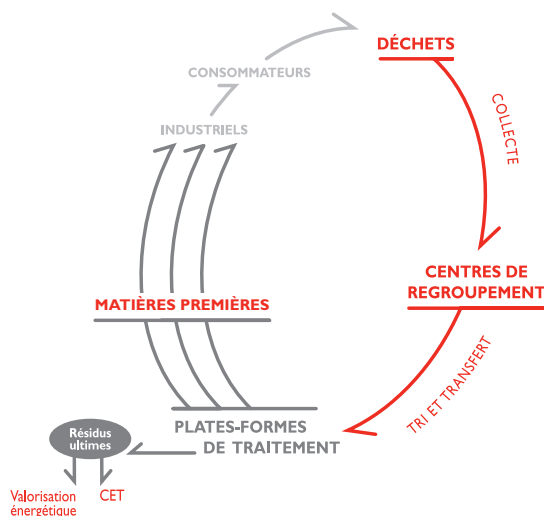 DÉCHETS
CONSOMMATEURS
INDUSTRIELS
COLLECTE
CENTRES DE
REGROUPEMENT
MATIÈRES PREMIÈRES
TRI ET TRANSFERT
PLATES-FORMES
DE TRAITEMENT
Résidus
ultimes
Valorisation
énergétique
CET